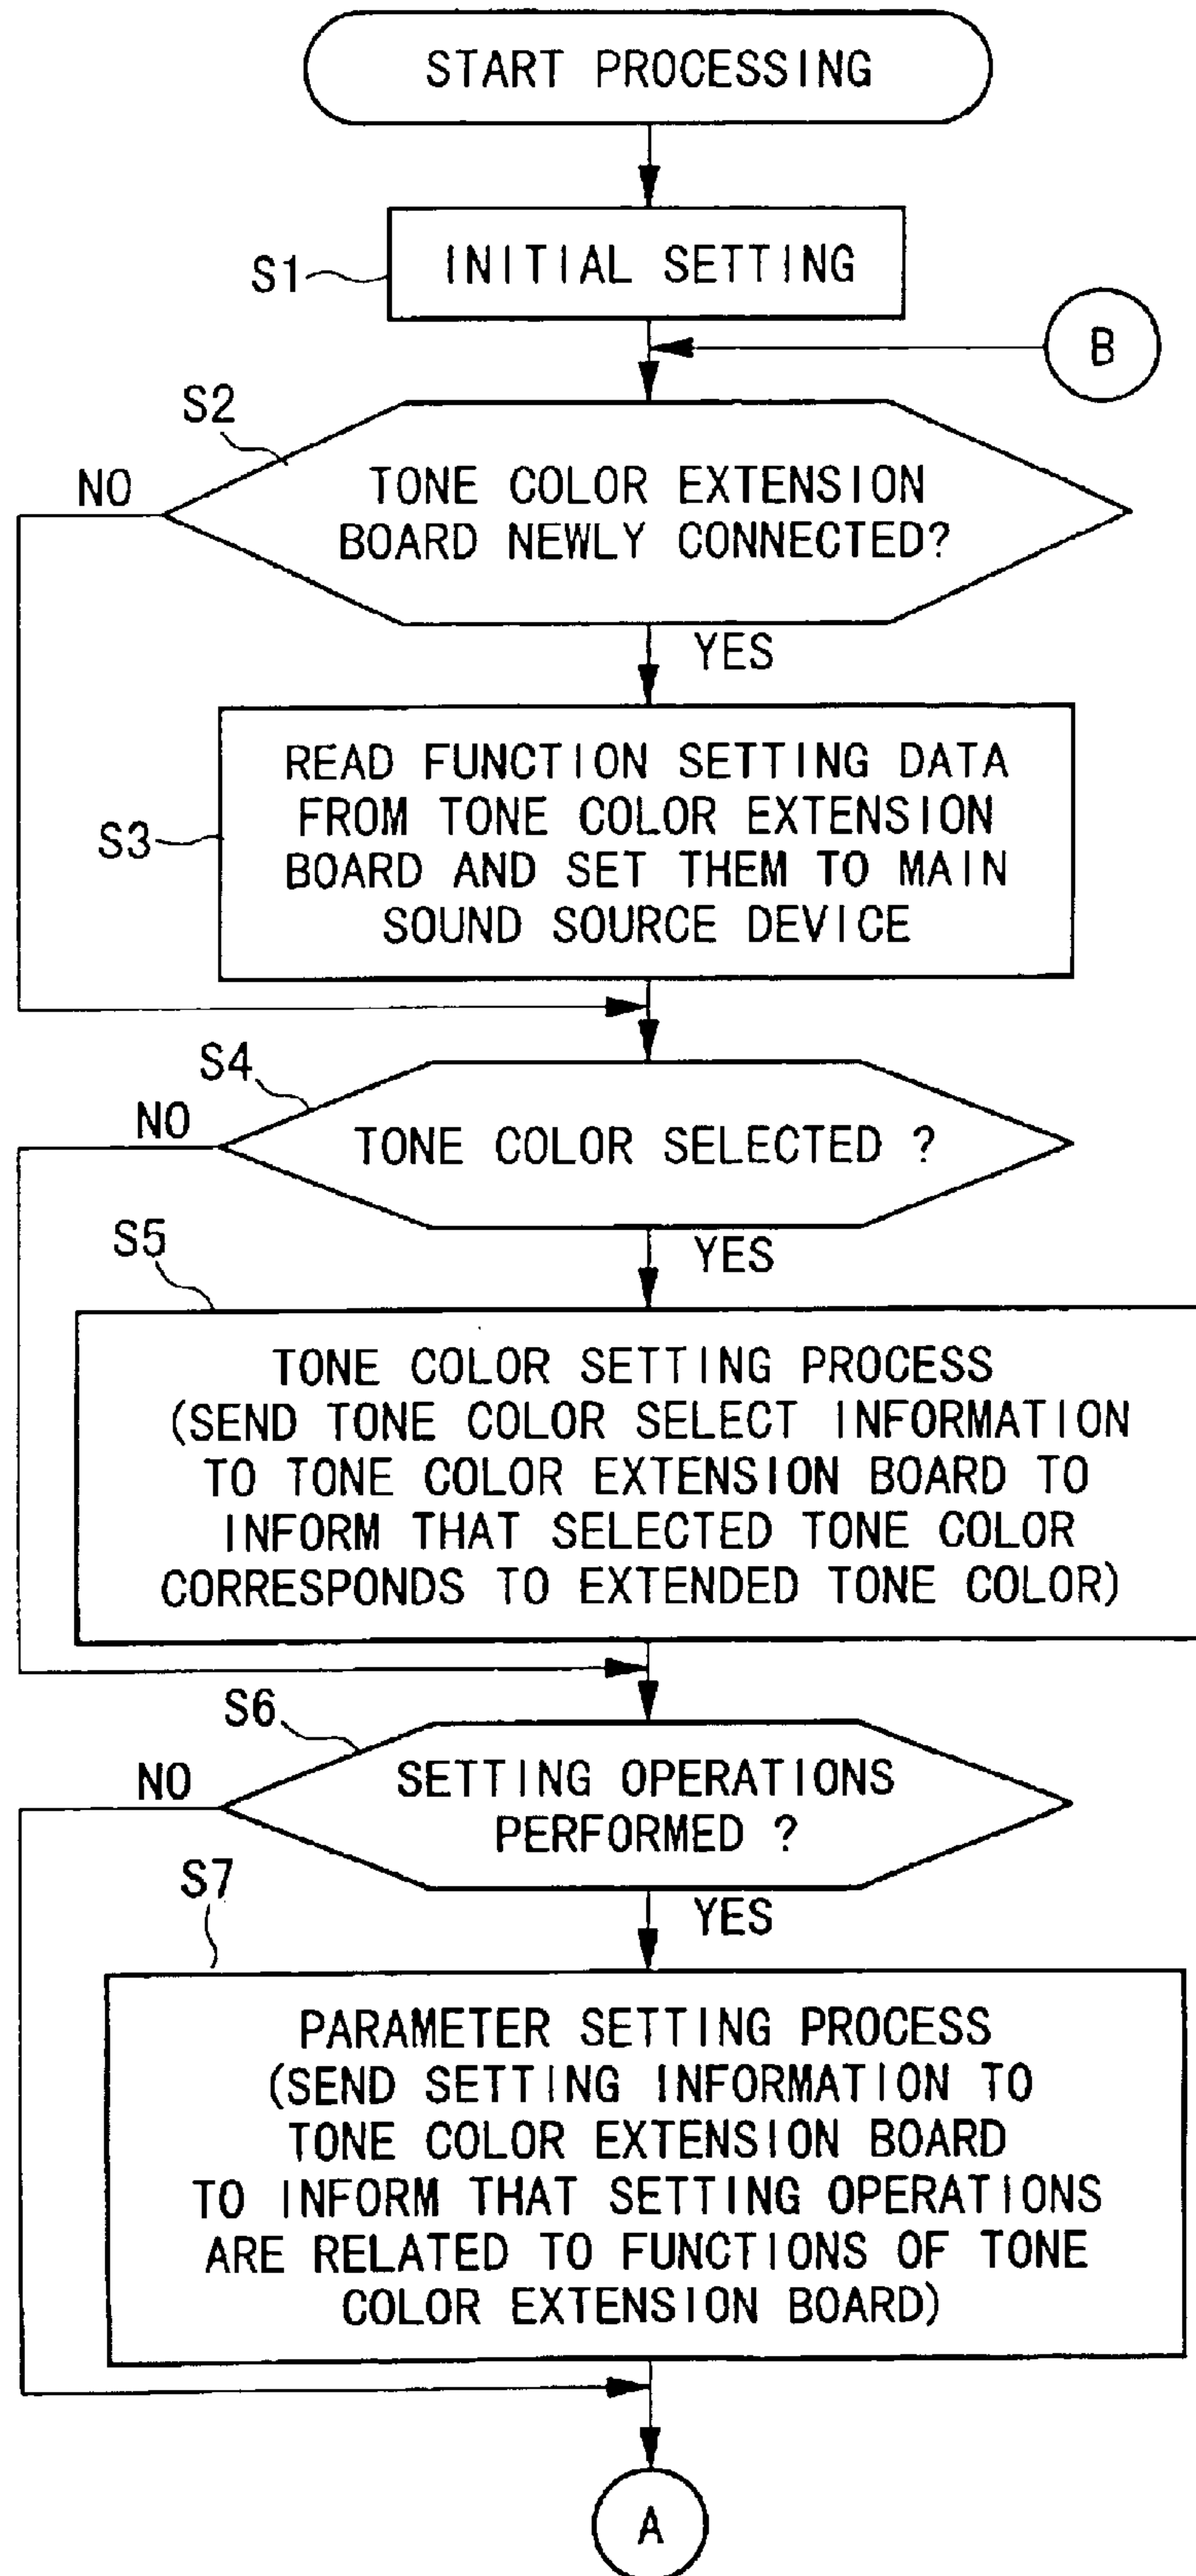 START PROCESSING
S1
INITIAL SETTING
B
S2
NO
TONE COLOR EXTENSION
BOARD NEWLY CONNECTED?
YES
S3
READ FUNCTION SETTING DATA
FROM TONE COLOR EXTENSION
BOARD AND SET THEM TO MAIN
SOUND SOURCE DEVICE
S4
NO
TONE COLOR SELECTED ?
YES
S5
TONE COLOR SETTING PROCESS
(SEND TONE COLOR SELECT INFORMATION
TO TONE COLOR EXTENSION BOARD TO
INFORM THAT SELECTED TONE COLOR
CORRESPONDS TO EXTENDED TONE COLOR)
S6
NO
SETTING OPERATIONS
PERFORMED ?
YES
S7
PARAMETER SETTING PROCESS
(SEND SETTING INFORMATION TO
TONE COLOR EXTENSION BOARD
TO INFORM THAT SETTING OPERATIONS
ARE RELATED TO FUNCTIONS OF TONE
COLOR EXTENSION BOARD)
A